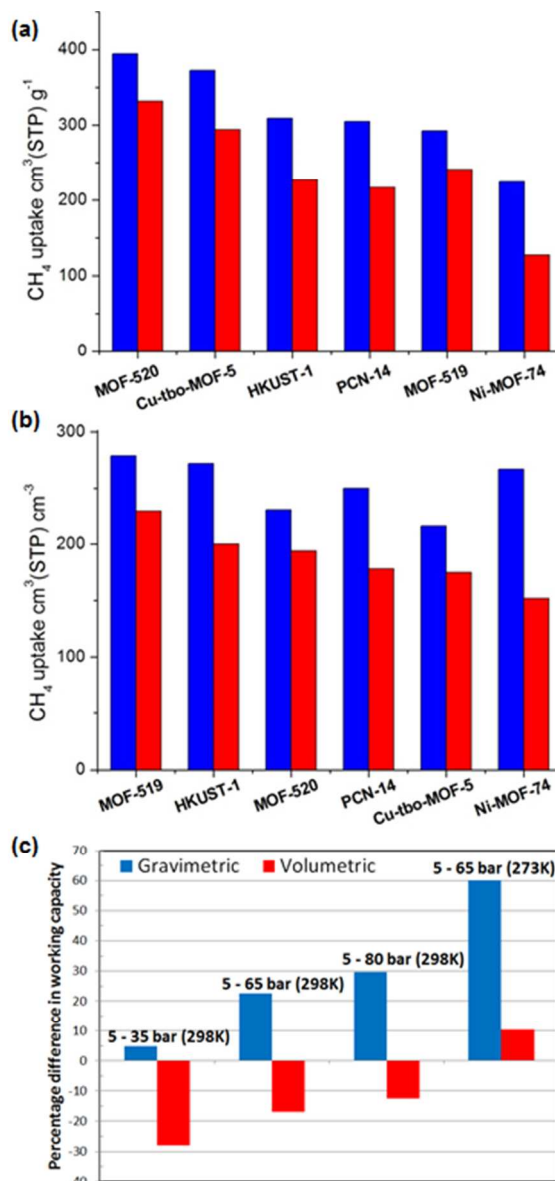 (a)
CH₄ uptake cm³(STP) g⁻¹
400
300
200
100
0
MOF-520
Cu-tbo-MOF-5
HKUST-1
PCN-14
MOF-519
Ni-MOF-74
(b)
CH₄ uptake cm³(STP) cm⁻³
300
200
100
0
MOF-519
HKUST-1
MOF-520
PCN-14
Cu-tbo-MOF-5
Ni-MOF-74
(c)
Percentage difference in working capacity
70
60
50
40
30
20
10
0
-10
-20
-30
-40
Gravimetric
Volumetric
5 - 35 bar (298K)
5 - 65 bar (298K)
5 - 80 bar (298K)
5 - 65 bar (273K)